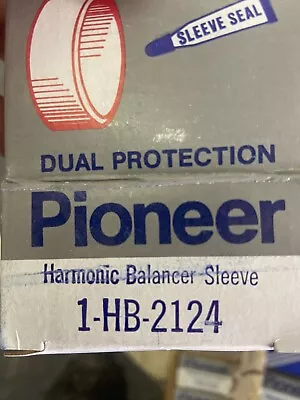 SLEEVE SEAL
DUAL PROTECTION
Pioneer
Harmonic Balancer Sleeve
1-HB-2124